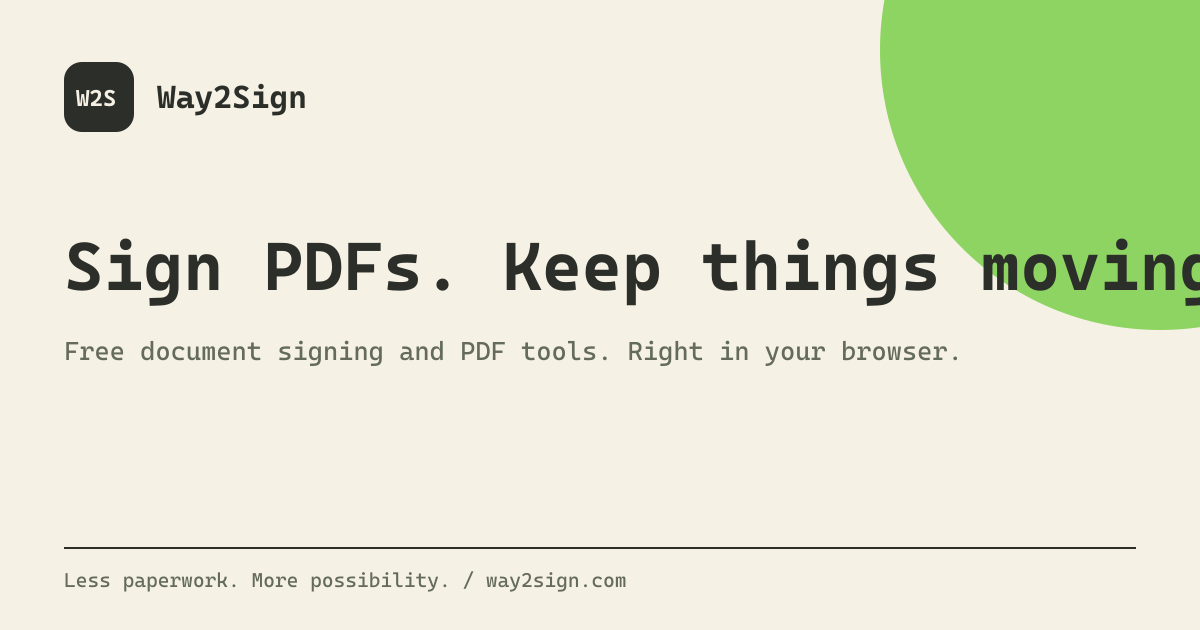 W2S
Way2Sign
Sign PDFs. Keep things moving
Free document signing and PDF tools. Right in your browser.
Less paperwork. More possibility. / way2sign.com